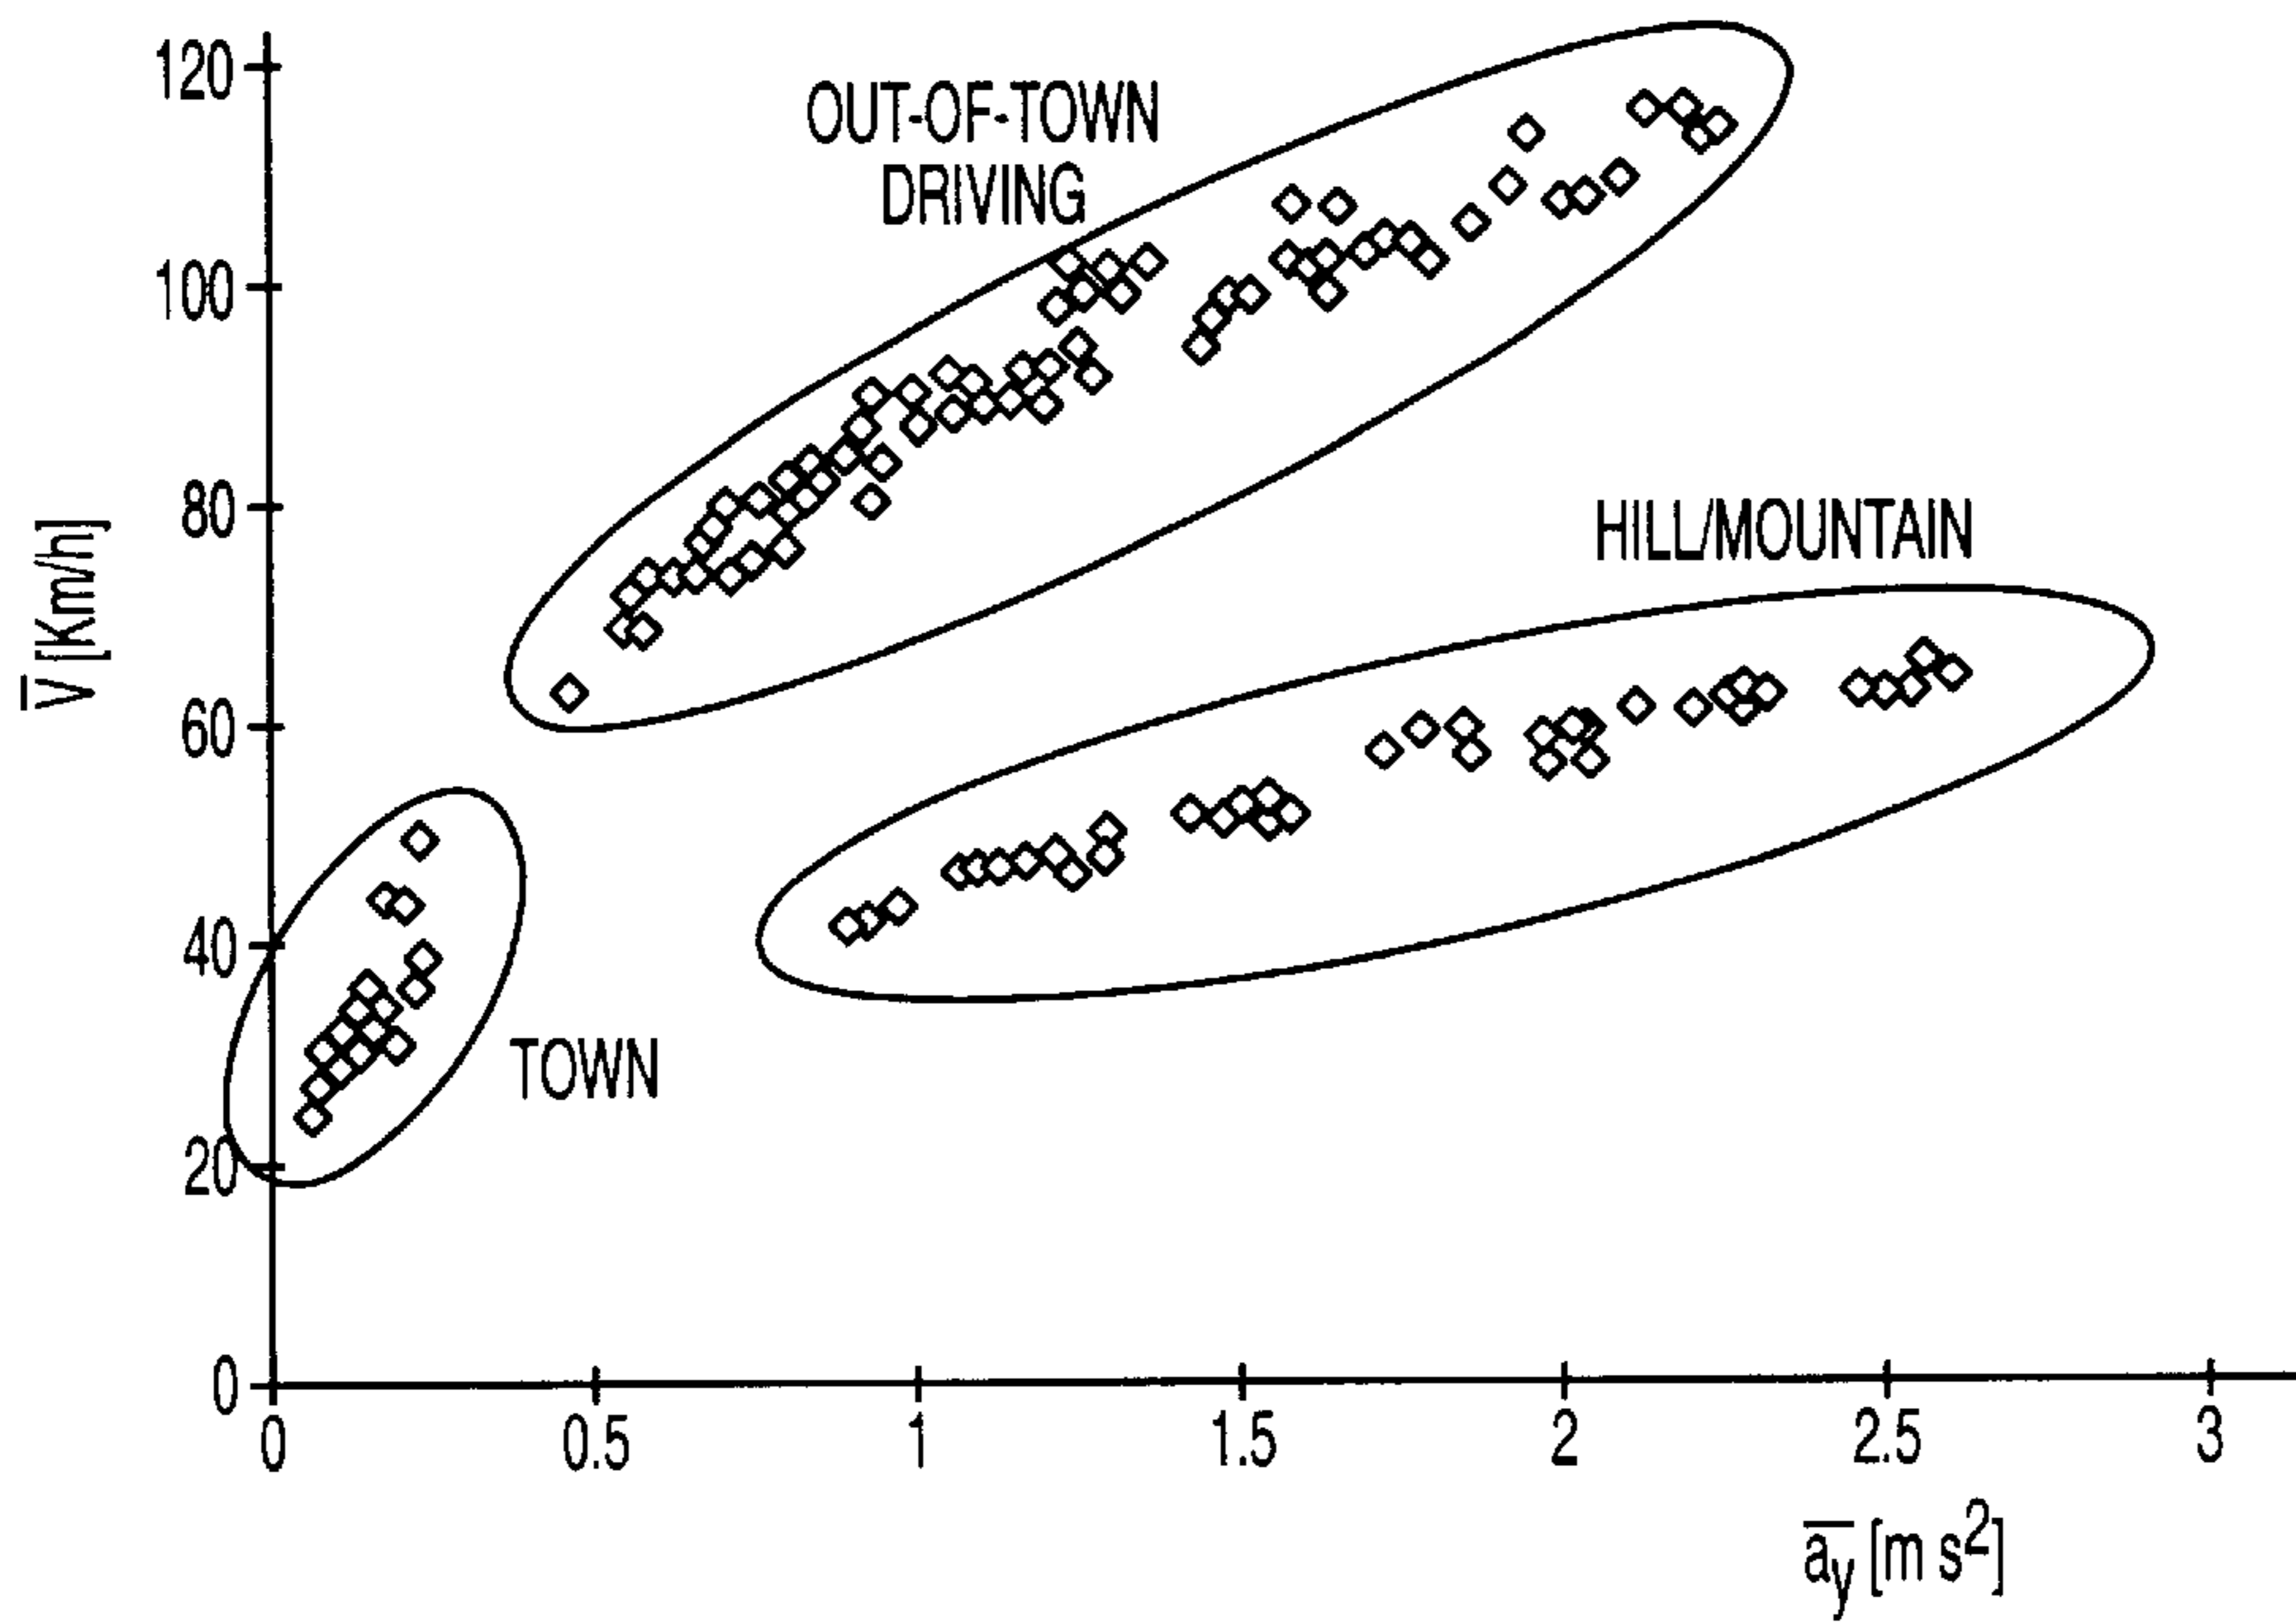 120
OUT-OF-TOWN
DRIVING
100
80
HILL/MOUNTAIN
V̅ [Km/h]
60
40
TOWN
20
0
0 0.5 1 1.5 2 2.5 3
a̅y̅ [m s²]